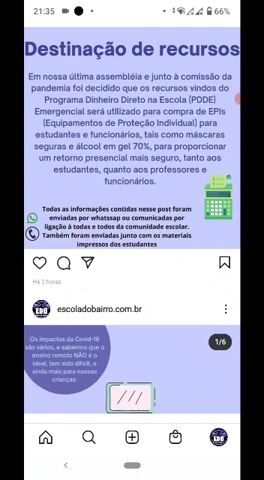 21:35
66%
Destinação de recursos
Em nossa última assembléia e junto à comissão da
pandemia foi decidido que os recursos vindos do
Programa Dinheiro Direto na Escola (PDDE)
Emergencial será utilizado para compra de EPIs
(Equipamentos de Proteção Individual) para
estudantes e funcionários, tais como máscaras
seguras e álcool em gel 70%, para proporcionar
um retorno presencial mais seguro, tanto aos
estudantes, quanto aos professores e
funcionários.
Todas as informações contidas nesse post foram
enviadas por whatssap ou comunicadas por
ligação à todas e todos da comunidade escolar.
Também foram enviadas junto com os materiais
impressos dos estudantes
Há 2 horas
EDB
escoladobairro.com.br
1/6
Os impactos da Covid-19
são vários, e sabemos que o
ensino remoto NÃO é o
ideal, tem sido difícil, e
ainda mais para nossas
crianças.
EDB